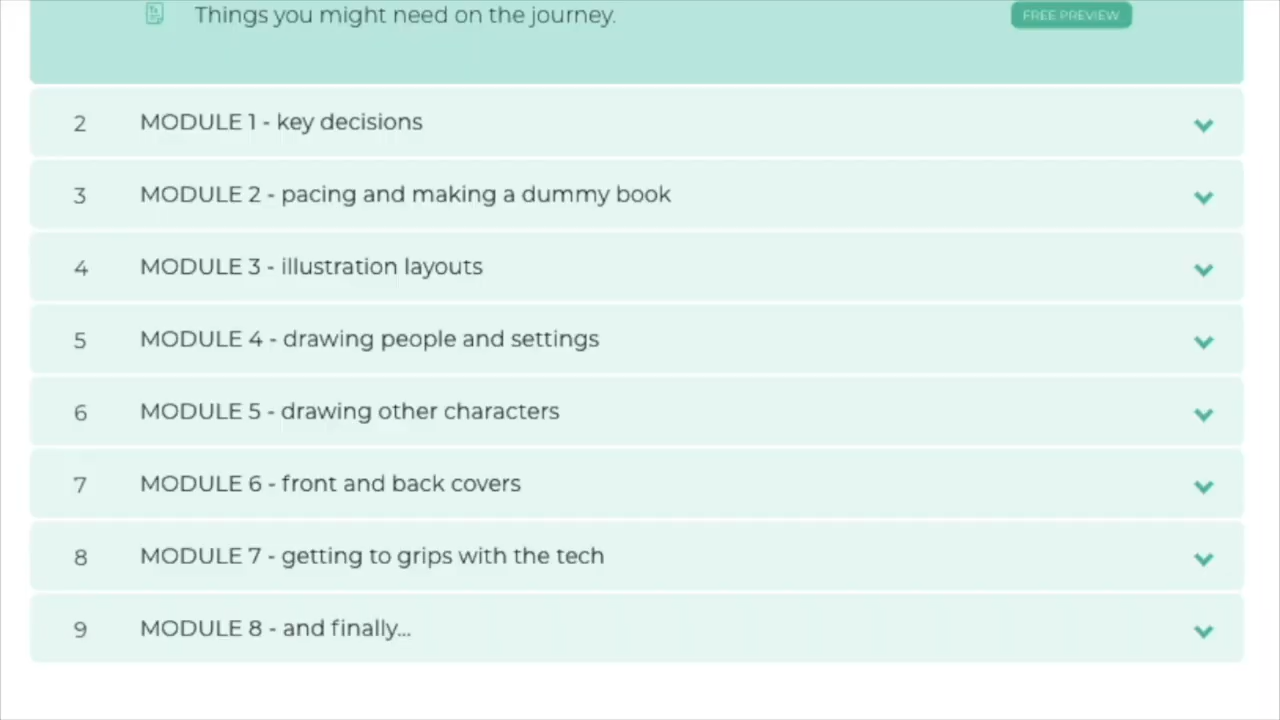 Things you might need on the journey.
FREE PREVIEW
2 MODULE 1 - key decisions
3 MODULE 2 - pacing and making a dummy book
4 MODULE 3 - illustration layouts
5 MODULE 4 - drawing people and settings
6 MODULE 5 - drawing other characters
7 MODULE 6 - front and back covers
8 MODULE 7 - getting to grips with the tech
9 MODULE 8 - and finally...